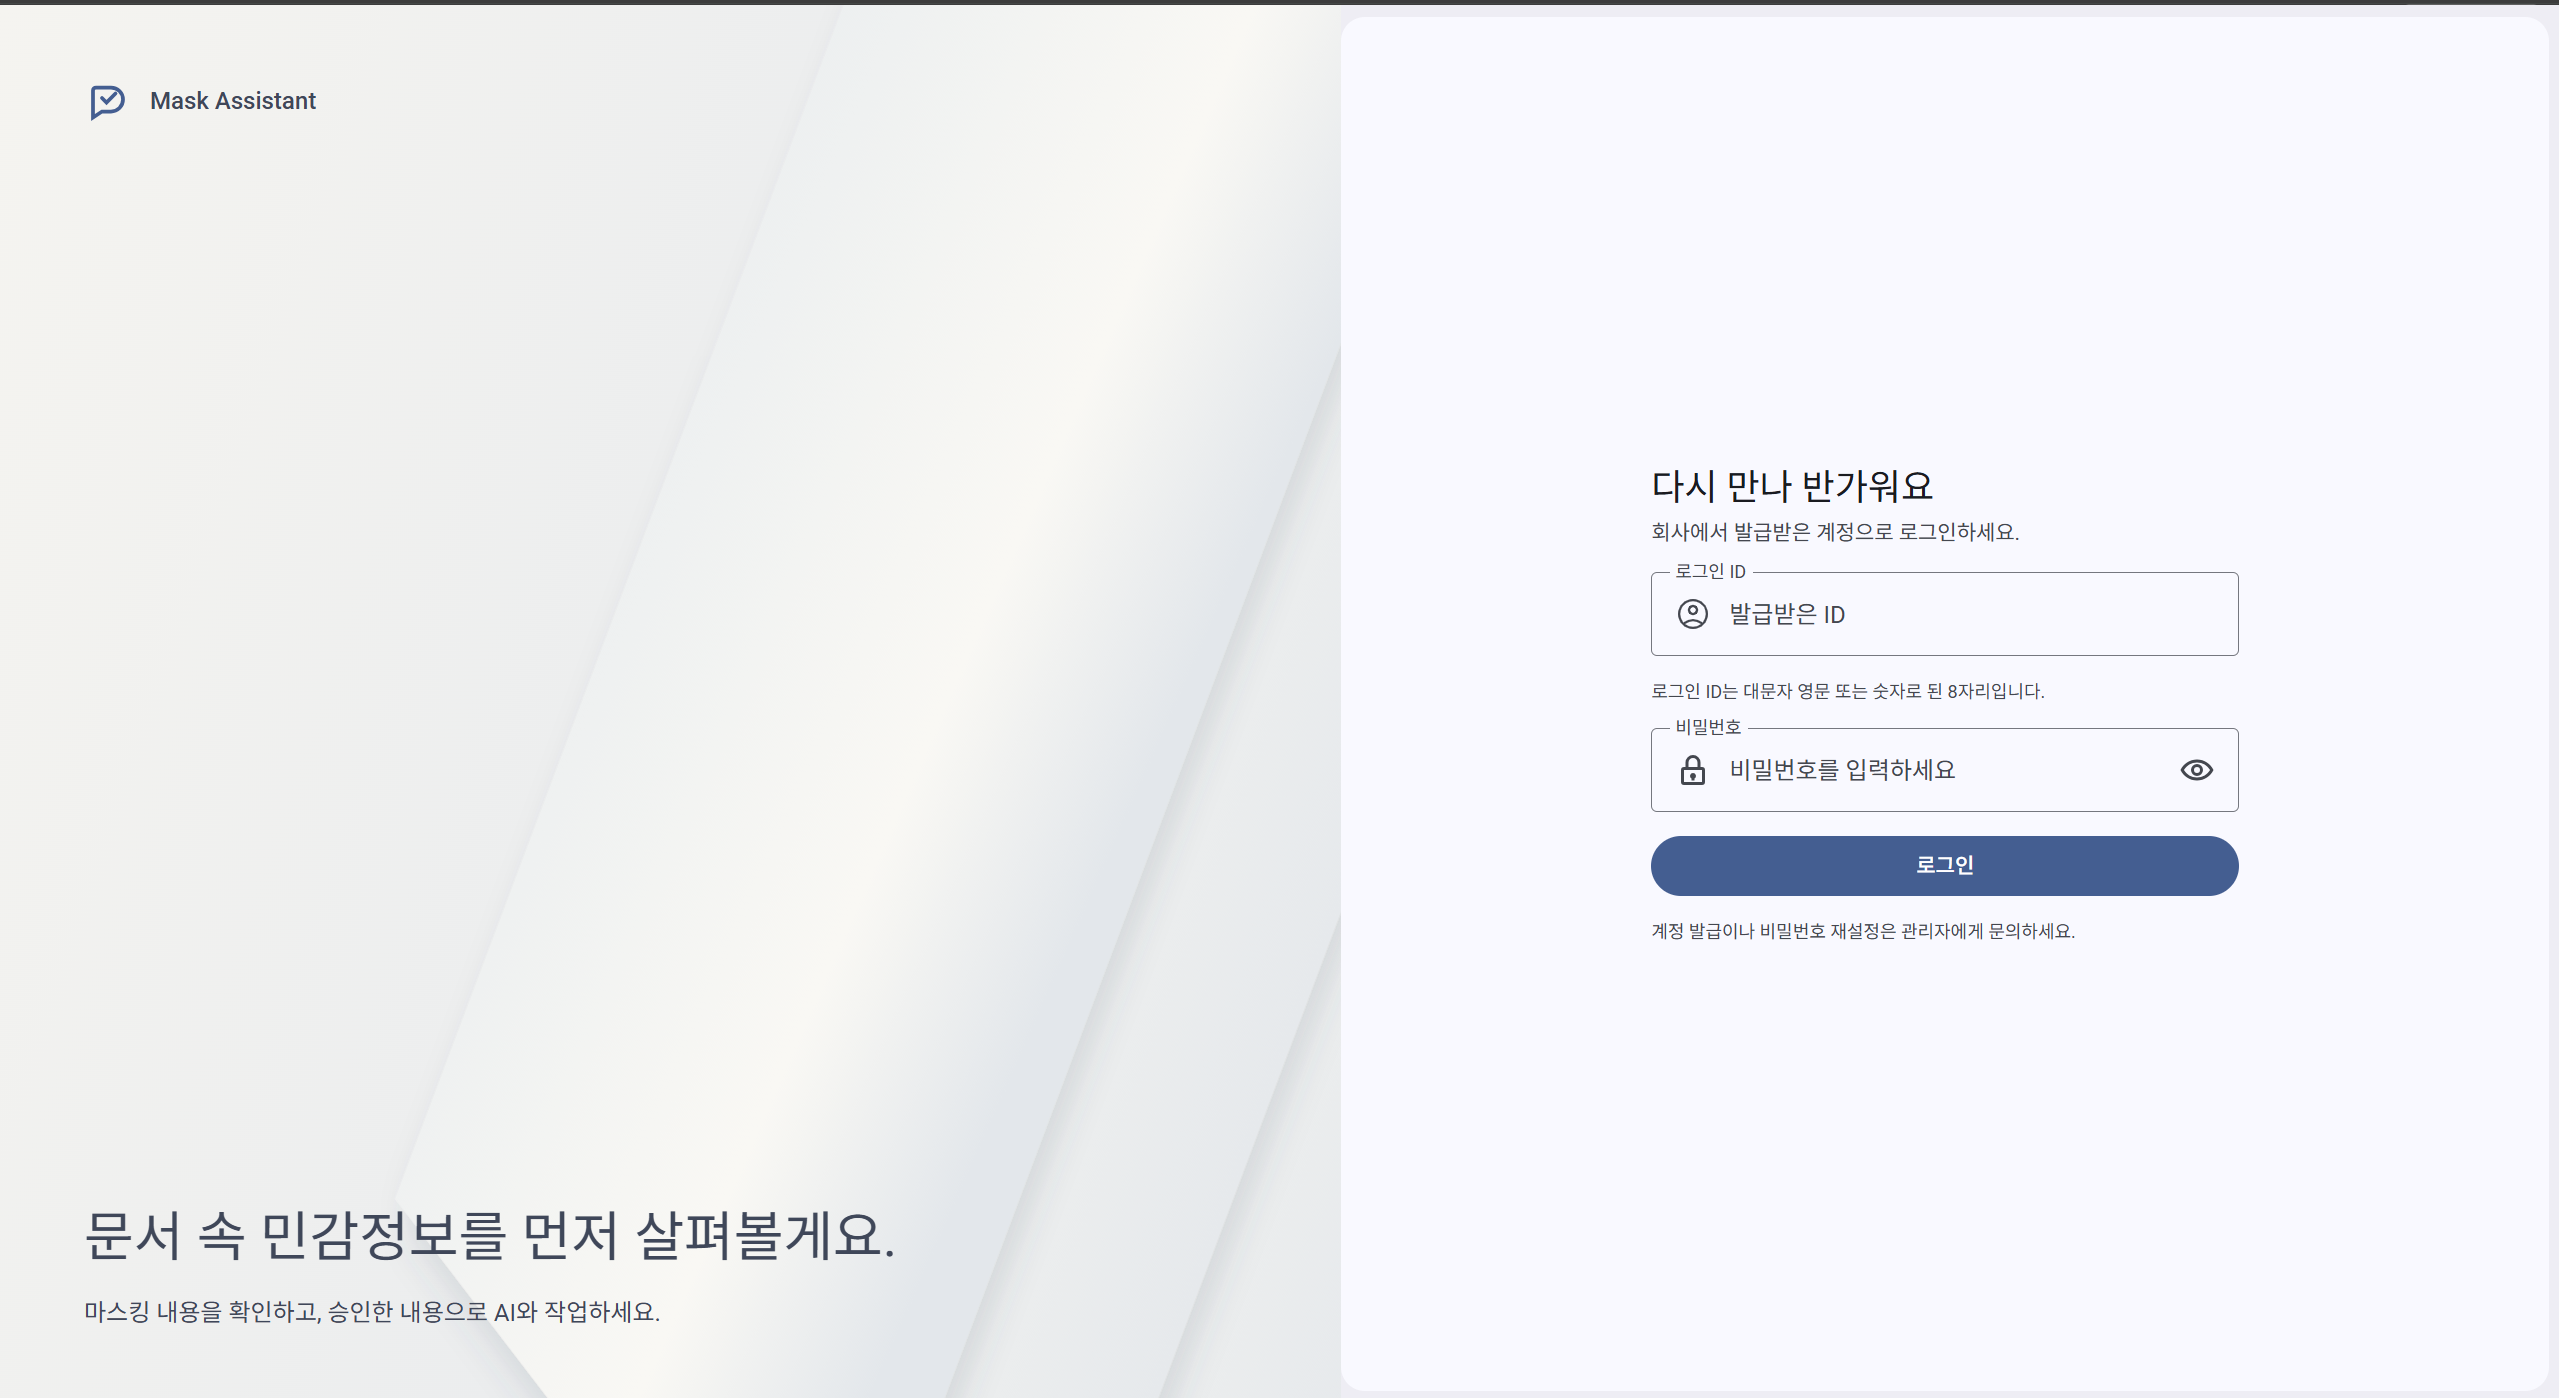 Mask Assistant
문서 속 민감정보를 먼저 살펴볼게요.
마스킹 내용을 확인하고, 승인한 내용으로 AI와 작업하세요.
다시 만나 반가워요
회사에서 발급받은 계정으로 로그인하세요.
로그인 ID
발급받은 ID
로그인 ID는 대문자 영문 또는 숫자로 된 8자리입니다.
비밀번호
비밀번호를 입력하세요
로그인
계정 발급이나 비밀번호 재설정은 관리자에게 문의하세요.